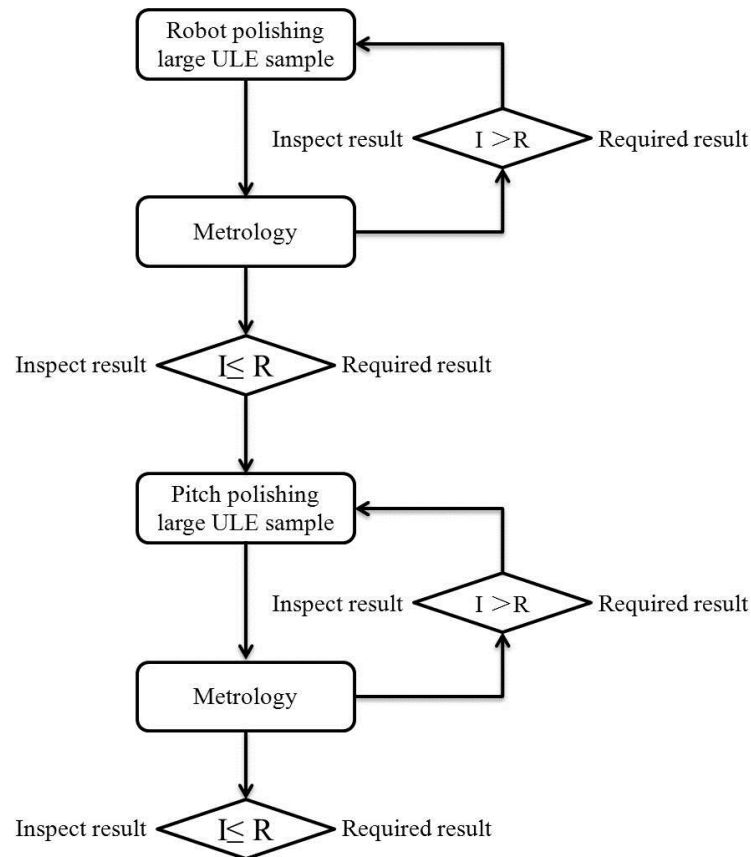 Robot polishing
large ULE sample
Inspect result
I >R
Required result
Metrology
Inspect result
I≤ R
Required result
Pitch polishing
large ULE sample
Inspect result
I >R
Required result
Metrology
Inspect result
I≤ R
Required result